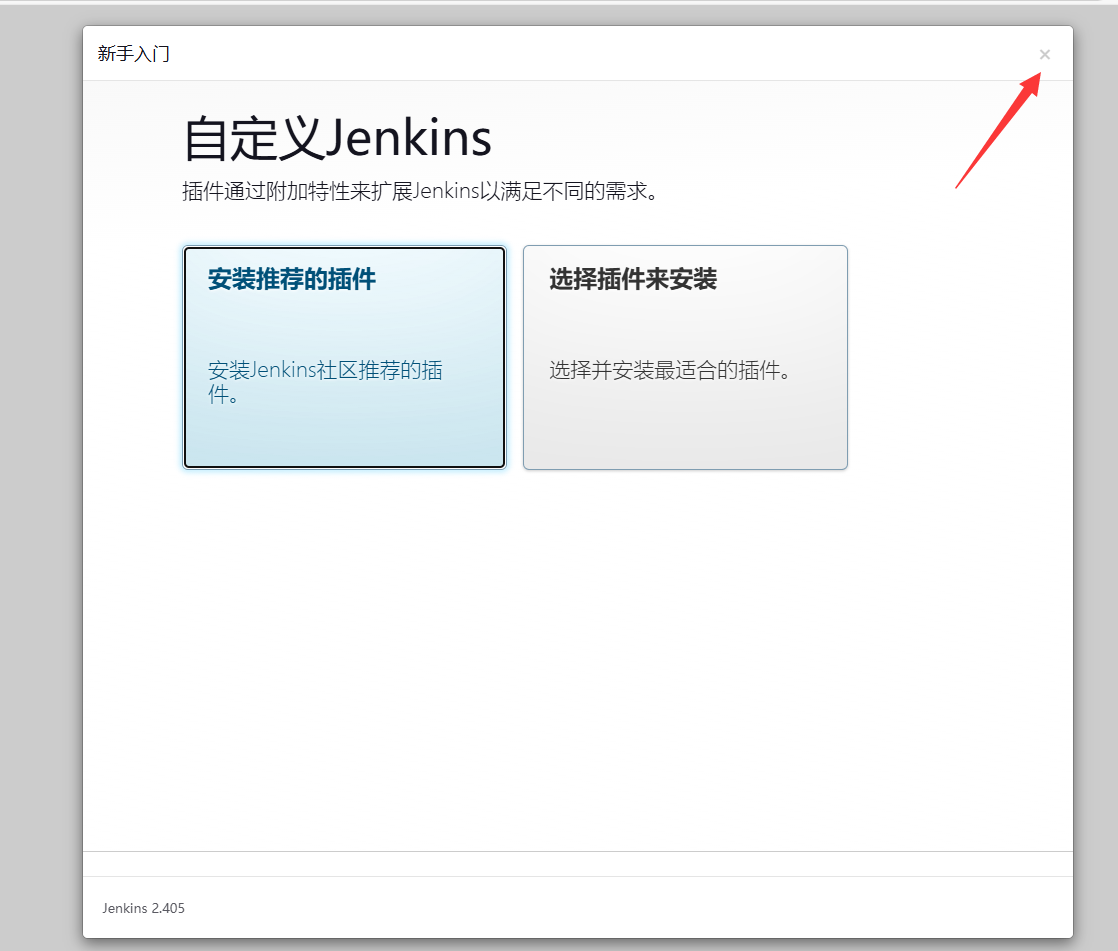 新手入门
×
自定义Jenkins
插件通过附加特性来扩展Jenkins以满足不同的需求。
安装推荐的插件
安装Jenkins社区推荐的插
件。
选择插件来安装
选择并安装最适合的插件。
Jenkins 2.405